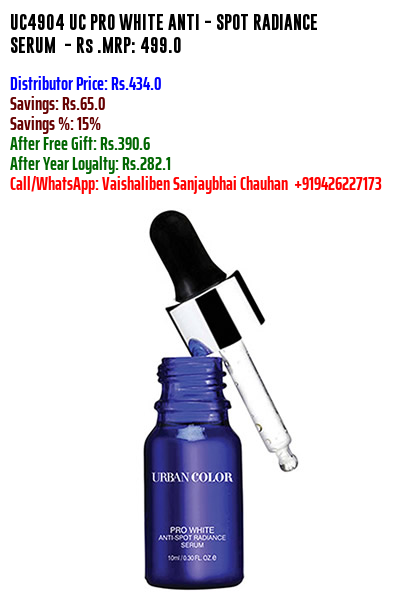 UC4904 UC PRO WHITE ANTI - SPOT RADIANCE
SERUM - Rs .MRP: 499.0
Distributor Price: Rs.434.0
Savings: Rs.65.0
Savings %: 15%
After Free Gift: Rs.390.6
After Year Loyalty: Rs.282.1
Call/WhatsApp: Vaishaliben Sanjaybhai Chauhan +919426227173
URBAN COLOR
PRO WHITE
ANTI-SPOT RADIANCE
SERUM
10ml / 0.30 FL. OZ. e